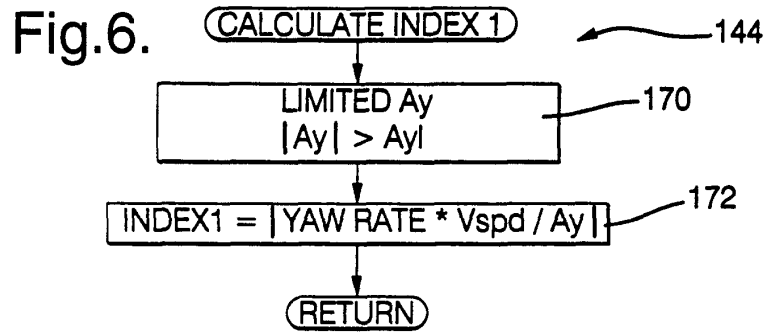 Fig.6.
CALCULATE INDEX 1
144
LIMITED Ay
|Ay| > Ayl
170
INDEX1 = |YAW RATE * Vspd / Ay|
172
RETURN